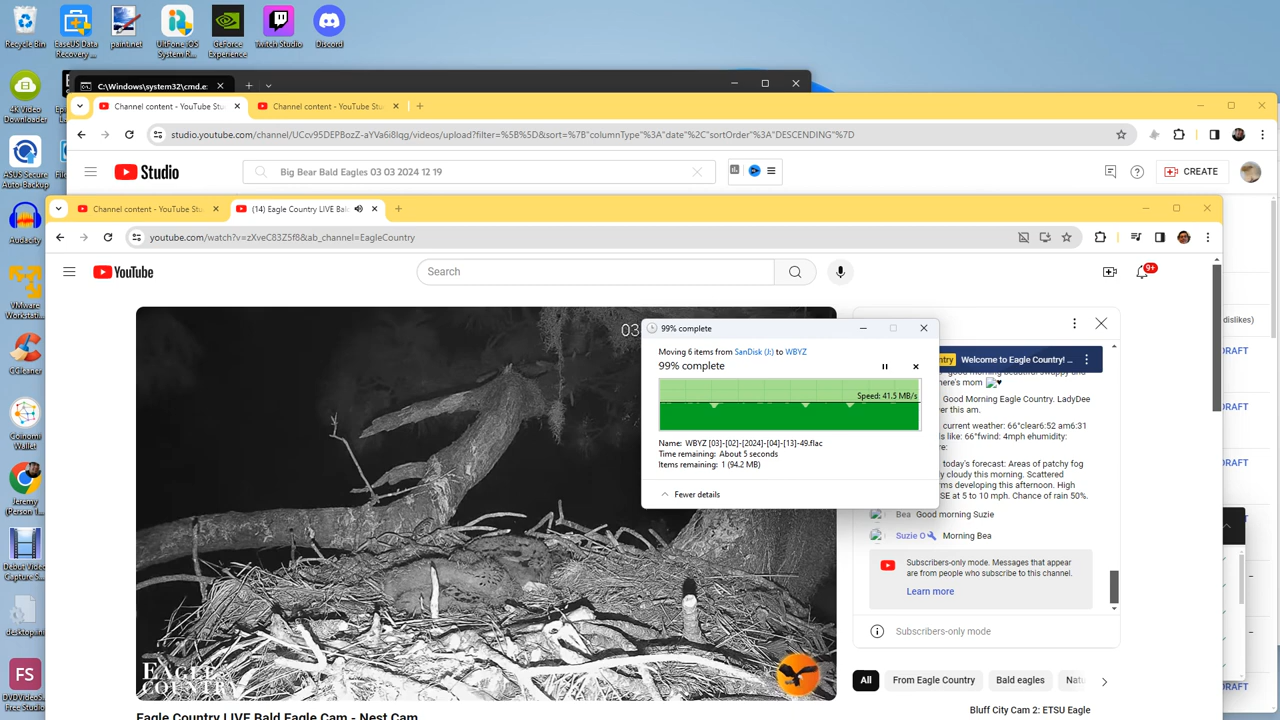 Recycle Bin
EaseUS Data
Recovery ...
paint.net
UltFone iOS
System R...
GeForce
Experience
Twitch Studio
Discord
C:\Windows\system32\cmd.e:
4K Video
Downloader
Channel content - YouTube Stu
Channel content - YouTube Stu
studio.youtube.com/channel/UCcv95DEPBozZ-aYVa6i8lqg/videos/upload?filter=%5B%5D&sort=%7B"columnType"%3A"date"%2C"sortOrder"%3A"DESCENDING"%7D
ASUS Secure
Auto-Backup
Studio
Big Bear Bald Eagles 03 03 2024 12 19
CREATE
Channel content - YouTube Stu
(14) Eagle Country LIVE Bal
youtube.com/watch?v=zXveC83Z5f8&ab_channel=EagleCountry
Audacity
YouTube
Search
9+
VMware
Workstati...
CCleaner
Coinomi
Wallet
Jeremy
(Person 1...
Debut Video
Capture S...
desktop.ini
FS
DVDVideoS...
Free Studio
03
99% complete
Moving 6 items from SanDisk (J:) to WBYZ
99% complete
Speed: 41.5 MB/s
Name: WBYZ [03]-[02]-[2024]-[04]-[13]-49.flac
Time remaining: About 5 seconds
Items remaining: 1 (94.2 MB)
Fewer details
ntry Welcome to Eagle Country! ...
here's mom
Good Morning Eagle Country. LadyDee
er this am.
current weather: 66°clear6:52 am6:31
s like: 66°fwind: 4mph ehumidity:
re:
today's forecast: Areas of patchy fog
y cloudy this morning. Scattered
rms developing this afternoon. High
SE at 5 to 10 mph. Chance of rain 50%.
Bea Good morning Suzie
Suzie O Morning Bea
Subscribers-only mode. Messages that appear
are from people who subscribe to this channel.
Learn more
Subscribers-only mode
dislikes)
DRAFT
DRAFT
DRAFT
DRAFT
DRAFT
EAGLE
COUNTRY
All
From Eagle Country
Bald eagles
Natu
Bluff City Cam 2: ETSU Eagle
Eagle Country LIVE Bald Eagle Cam - Nest Cam